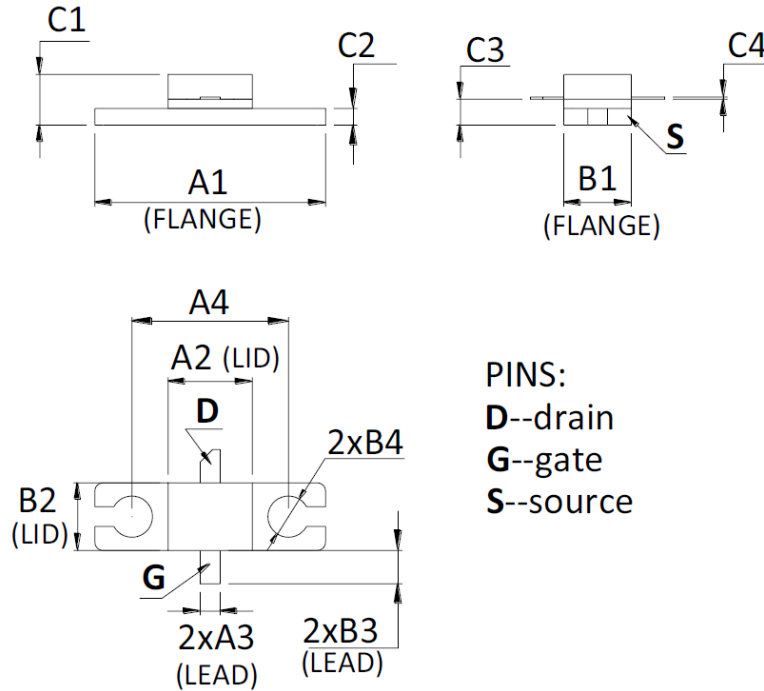 C1
C2
A1
(FLANGE)
C3
C4
S
B1
(FLANGE)
A4
A2 (LID)
D
2xB4
B2
(LID)
G
2xA3
(LEAD)
2xB3
(LEAD)
PINS:
D--drain
G--gate
S--source